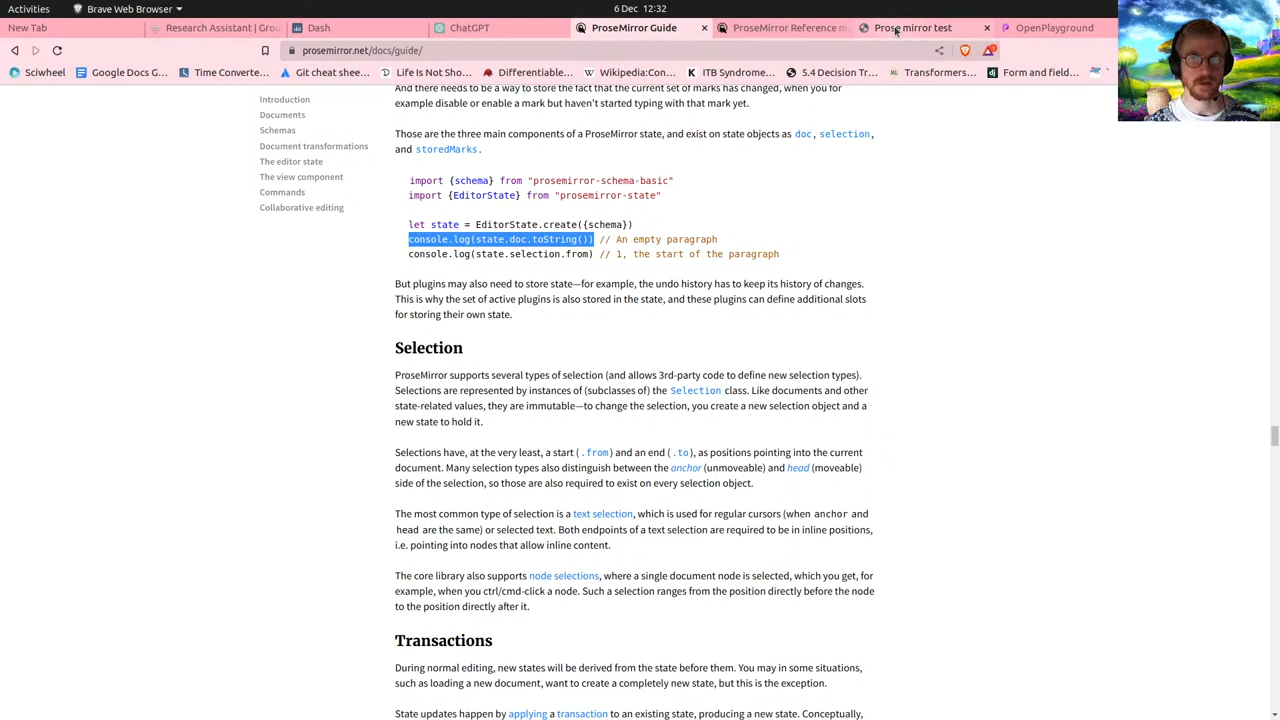 Activities
Brave Web Browser
6 Dec 12:32
New Tab
Research Assistant | Grou
Dash
ChatGPT
ProseMirror Guide
ProseMirror Reference m
Prose mirror test
OpenPlayground
prosemirror.net/docs/guide/
Sciwheel
Google Docs G...
Time Converte...
Git cheat shee...
Life Is Not Shor...
Differentiable...
Wikipedia:Con...
ITB Syndrome...
5.4 Decision Tr...
Transformers...
Form and field...
Introduction
Documents
Schemas
Document transformations
The editor state
The view component
Commands
Collaborative editing
And there needs to be a way to store the fact that the current set of marks has changed, when you for
example disable or enable a mark but haven't started typing with that mark yet.
Those are the three main components of a ProseMirror state, and exist on state objects as doc, selection,
and storedMarks.
import {schema} from "prosemirror-schema-basic"
import {EditorState} from "prosemirror-state"
let state = EditorState.create({schema})
console.log(state.doc.toString()) // An empty paragraph
console.log(state.selection.from) // 1, the start of the paragraph
But plugins may also need to store state—for example, the undo history has to keep its history of changes.
This is why the set of active plugins is also stored in the state, and these plugins can define additional slots
for storing their own state.
Selection
ProseMirror supports several types of selection (and allows 3rd-party code to define new selection types).
Selections are represented by instances of (subclasses of) the Selection class. Like documents and other
state-related values, they are immutable—to change the selection, you create a new selection object and a
new state to hold it.
Selections have, at the very least, a start (.from) and an end (.to), as positions pointing into the current
document. Many selection types also distinguish between the anchor (unmoveable) and head (moveable)
side of the selection, so those are also required to exist on every selection object.
The most common type of selection is a text selection, which is used for regular cursors (when anchor and
head are the same) or selected text. Both endpoints of a text selection are required to be in inline positions,
i.e. pointing into nodes that allow inline content.
The core library also supports node selections, where a single document node is selected, which you get, for
example, when you ctrl/cmd-click a node. Such a selection ranges from the position directly before the node
to the position directly after it.
Transactions
During normal editing, new states will be derived from the state before them. You may in some situations,
such as loading a new document, want to create a completely new state, but this is the exception.
State updates happen by applying a transaction to an existing state, producing a new state. Conceptually,